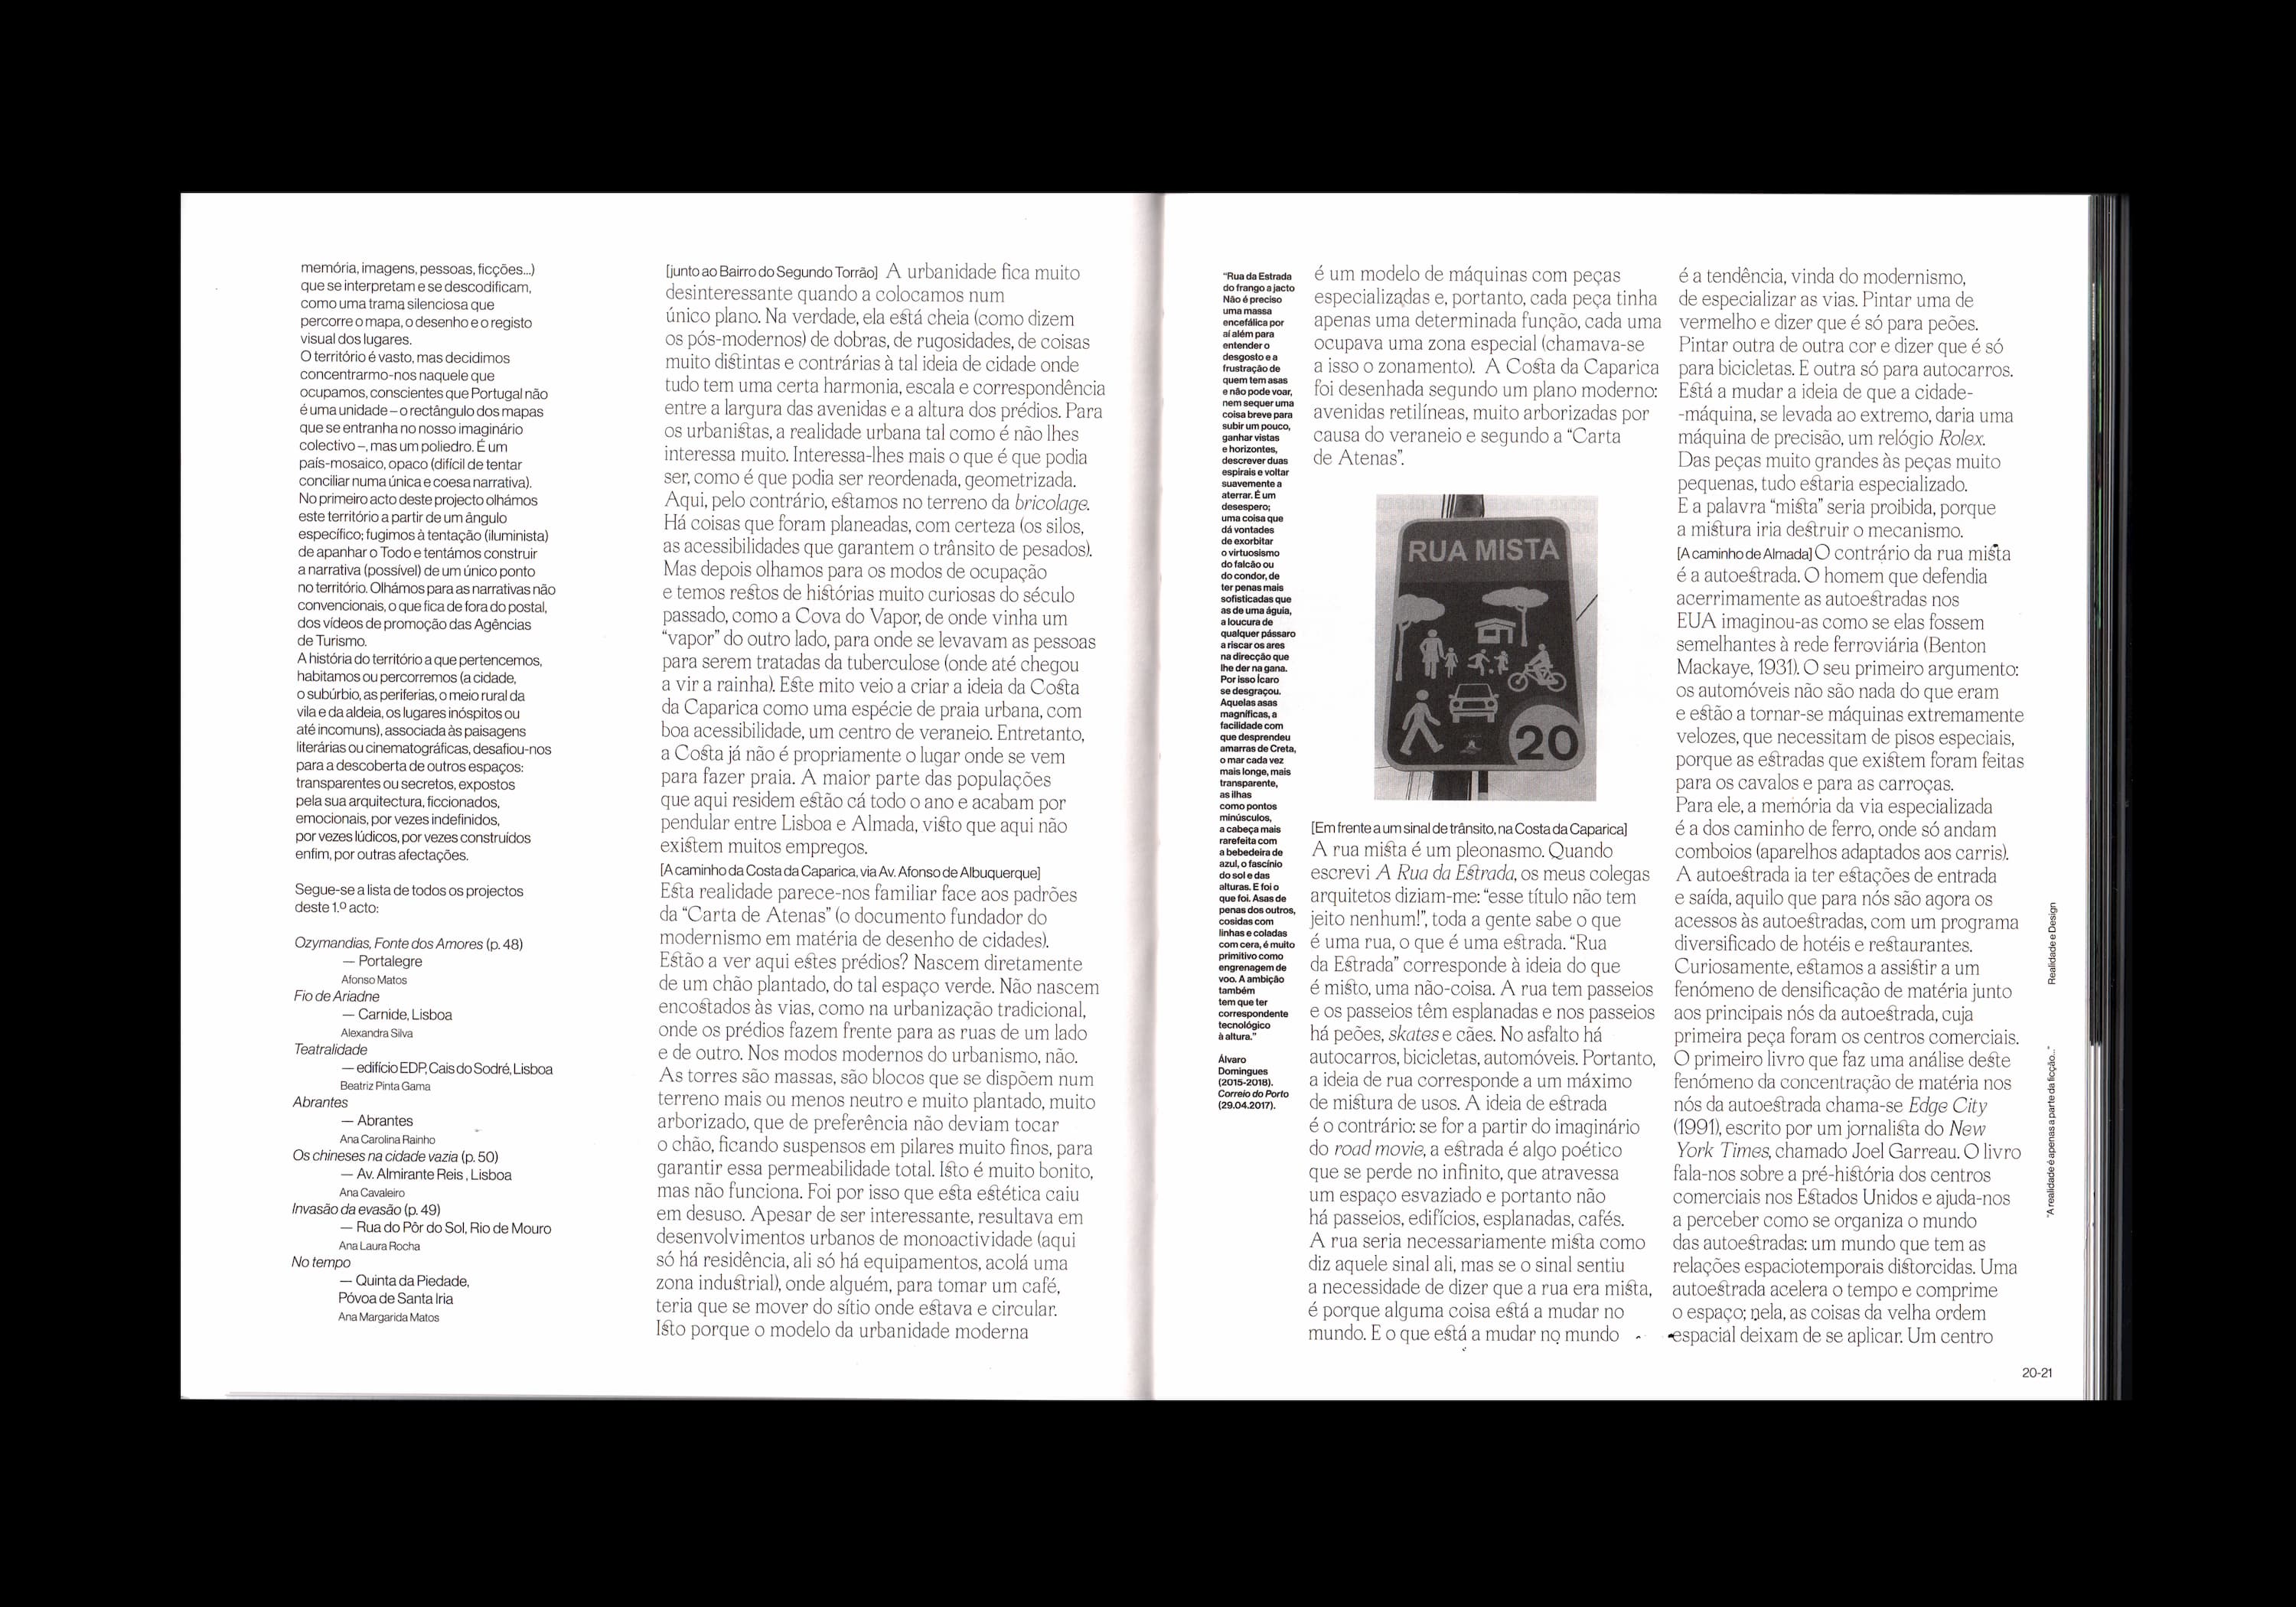 memória, imagens, pessoas, ficções...)
que se interpretam e se descodificam,
como uma trama silenciosa que
percorre o mapa, o desenho e o registo
visual dos lugares.
O território é vasto, mas decidimos
concentrarmo-nos naquele que
ocupamos, conscientes que Portugal não
é uma unidade – o rectângulo dos mapas
que se entranha no nosso imaginário
colectivo –, mas um poliedro. É um
país-mosaico, opaco (difícil de tentar
conciliar numa única e coesa narrativa).
No primeiro acto deste projecto olhámos
este território a partir de um ângulo
específico; fugimos à tentação (iluminista)
de apanhar o Todo e tentámos construir
a narrativa (possível) de um único ponto
no território. Olhámos para as narrativas não
convencionais, o que fica de fora do postal,
dos vídeos de promoção das Agências
de Turismo.
A história do território a que pertencemos,
habitamos ou percorremos (a cidade,
o subúrbio, as periferias, o meio rural da
vila e da aldeia, os lugares inóspitos ou
até incomuns), associada às paisagens
literárias ou cinematográficas, desafiou-nos
para a descoberta de outros espaços:
transparentes ou secretos, expostos
pela sua arquitectura, ficcionados,
emocionais, por vezes indefinidos,
por vezes lúdicos, por vezes construídos
enfim, por outras afectações.
Segue-se a lista de todos os projectos
deste 1.º acto:
Ozymandias, Fonte dos Amores (p. 48)
— Portalegre
Afonso Matos
Fio de Ariadne
— Carnide, Lisboa
Alexandra Silva
Teatralidade
— edifício EDP, Cais do Sodré, Lisboa
Beatriz Pinta Gama
Abrantes
— Abrantes
Ana Carolina Rainho
Os chineses na cidade vazia (p. 50)
— Av. Almirante Reis , Lisboa
Ana Cavaleiro
Invasão da evasão (p. 49)
— Rua do Pôr do Sol, Rio de Mouro
Ana Laura Rocha
No tempo
— Quinta da Piedade,
Póvoa de Santa Iria
Ana Margarida Matos
[junto ao Bairro do Segundo Torrão] A urbanidade fica muito
desinteressante quando a colocamos num
único plano. Na verdade, ela está cheia (como dizem
os pós-modernos) de dobras, de rugosidades, de coisas
muito distintas e contrárias à tal ideia de cidade onde
tudo tem uma certa harmonia, escala e correspondência
entre a largura das avenidas e a altura dos prédios. Para
os urbanistas, a realidade urbana tal como é não lhes
interessa muito. Interessa-lhes mais o que é que podia
ser, como é que podia ser reordenada, geometrizada.
Aqui, pelo contrário, estamos no terreno da bricolage.
Há coisas que foram planeadas, com certeza (os silos,
as acessibilidades que garantem o trânsito de pesados).
Mas depois olhamos para os modos de ocupação
e temos restos de histórias muito curiosas do século
passado, como a Cova do Vapor, de onde vinha um
“vapor” do outro lado, para onde se levavam as pessoas
para serem tratadas da tuberculose (onde até chegou
a vir a rainha). Este mito veio a criar a ideia da Costa
da Caparica como uma espécie de praia urbana, com
boa acessibilidade, um centro de veraneio. Entretanto,
a Costa já não é propriamente o lugar onde se vem
para fazer praia. A maior parte das populações
que aqui residem estão cá todo o ano e acabam por
pendular entre Lisboa e Almada, visto que aqui não
existem muitos empregos.
[A caminho da Costa da Caparica, via Av. Afonso de Albuquerque]
Esta realidade parece-nos familiar face aos padrões
da “Carta de Atenas” (o documento fundador do
modernismo em matéria de desenho de cidades).
Estão a ver aqui estes prédios? Nascem diretamente
de um chão plantado, do tal espaço verde. Não nascem
encostados às vias, como na urbanização tradicional,
onde os prédios fazem frente para as ruas de um lado
e de outro. Nos modos modernos do urbanismo, não.
As torres são massas, são blocos que se dispõem num
terreno mais ou menos neutro e muito plantado, muito
arborizado, que de preferência não deviam tocar
o chão, ficando suspensos em pilares muito finos, para
garantir essa permeabilidade total. Isto é muito bonito,
mas não funciona. Foi por isso que esta estética caiu
em desuso. Apesar de ser interessante, resultava em
desenvolvimentos urbanos de monoactividade (aqui
só há residência, ali só há equipamentos, acolá uma
zona industrial), onde alguém, para tomar um café,
teria que se mover do sítio onde estava e circular.
Isto porque o modelo da urbanidade moderna
“Rua da Estrada
do frango a jacto
Não é preciso
uma massa
encefálica por
aí além para
entender o
desgosto e a
frustração de
quem tem asas
e não pode voar,
nem sequer uma
coisa breve para
subir um pouco,
ganhar vistas
e horizontes,
descrever duas
espirais e voltar
suavemente a
aterrar. É um
desespero;
uma coisa que
dá vontades
de exorbitar
o virtuosismo
do falcão ou
do condor, de
ter penas mais
sofisticadas que
as de uma águia,
a loucura de
qualquer pássaro
a riscar os ares
na direcção que
lhe der na gana.
Por isso Ícaro
se desgraçou.
Aquelas asas
magníficas, a
facilidade com
que desprendeu
amarras de Creta,
o mar cada vez
mais longe, mais
transparente,
as ilhas
como pontos
minúsculos,
a cabeça mais
rarefeita com
a bebedeira de
azul, o fascínio
do sol e das
alturas. E foi o
que foi. Asas de
penas dos outros,
cosidas com
linhas e coladas
com cera, é muito
primitivo como
engrenagem de
voo. A ambição
também
tem que ter
correspondente
tecnológico
à altura.”
Álvaro
Domingues
(2015-2018).
Correio do Porto
(29.04.2017).
é um modelo de máquinas com peças
especializadas e, portanto, cada peça tinha
apenas uma determinada função, cada uma
ocupava uma zona especial (chamava-se
a isso o zonamento). A Costa da Caparica
foi desenhada segundo um plano moderno:
avenidas retilíneas, muito arborizadas por
causa do veraneio e segundo a “Carta
de Atenas”.
RUA MISTA
20
[Em frente a um sinal de trânsito, na Costa da Caparica]
A rua mista é um pleonasmo. Quando
escrevi A Rua da Estrada, os meus colegas
arquitetos diziam-me: “esse título não tem
jeito nenhum!”, toda a gente sabe o que
é uma rua, o que é uma estrada. “Rua
da Estrada” corresponde à ideia do que
é misto, uma não-coisa. A rua tem passeios
e os passeios têm esplanadas e nos passeios
há peões, skates e cães. No asfalto há
autocarros, bicicletas, automóveis. Portanto,
a ideia de rua corresponde a um máximo
de mistura de usos. A ideia de estrada
é o contrário: se for a partir do imaginário
do road movie, a estrada é algo poético
que se perde no infinito, que atravessa
um espaço esvaziado e portanto não
há passeios, edifícios, esplanadas, cafés.
A rua seria necessariamente mista como
diz aquele sinal ali, mas se o sinal sentiu
a necessidade de dizer que a rua era mista,
é porque alguma coisa está a mudar no
mundo. E o que está a mudar no mundo
é a tendência, vinda do modernismo,
de especializar as vias. Pintar uma de
vermelho e dizer que é só para peões.
Pintar outra de outra cor e dizer que é só
para bicicletas. E outra só para autocarros.
Está a mudar a ideia de que a cidade-
-máquina, se levada ao extremo, daria uma
máquina de precisão, um relógio Rolex.
Das peças muito grandes às peças muito
pequenas, tudo estaria especializado.
E a palavra “mista” seria proibida, porque
a mistura iria destruir o mecanismo.
[A caminho de Almada] O contrário da rua mista
é a autoestrada. O homem que defendia
acerrimamente as autoestradas nos
EUA imaginou-as como se elas fossem
semelhantes à rede ferroviária (Benton
Mackaye, 1931). O seu primeiro argumento:
os automóveis não são nada do que eram
e estão a tornar-se máquinas extremamente
velozes, que necessitam de pisos especiais,
porque as estradas que existem foram feitas
para os cavalos e para as carroças.
Para ele, a memória da via especializada
é a dos caminho de ferro, onde só andam
comboios (aparelhos adaptados aos carris).
A autoestrada ia ter estações de entrada
e saída, aquilo que para nós são agora os
acessos às autoestradas, com um programa
diversificado de hotéis e restaurantes.
Curiosamente, estamos a assistir a um
fenómeno de densificação de matéria junto
aos principais nós da autoestrada, cuja
primeira peça foram os centros comerciais.
O primeiro livro que faz uma análise deste
fenómeno da concentração de matéria nos
nós da autoestrada chama-se Edge City
(1991), escrito por um jornalista do New
York Times, chamado Joel Garreau. O livro
fala-nos sobre a pré-história dos centros
comerciais nos Estados Unidos e ajuda-nos
a perceber como se organiza o mundo
das autoestradas: um mundo que tem as
relações espaciotemporais distorcidas. Uma
autoestrada acelera o tempo e comprime
o espaço; nela, as coisas da velha ordem
espacial deixam de se aplicar. Um centro
“A realidade é apenas a parte da ficção...”
Realidade e Design
20-21